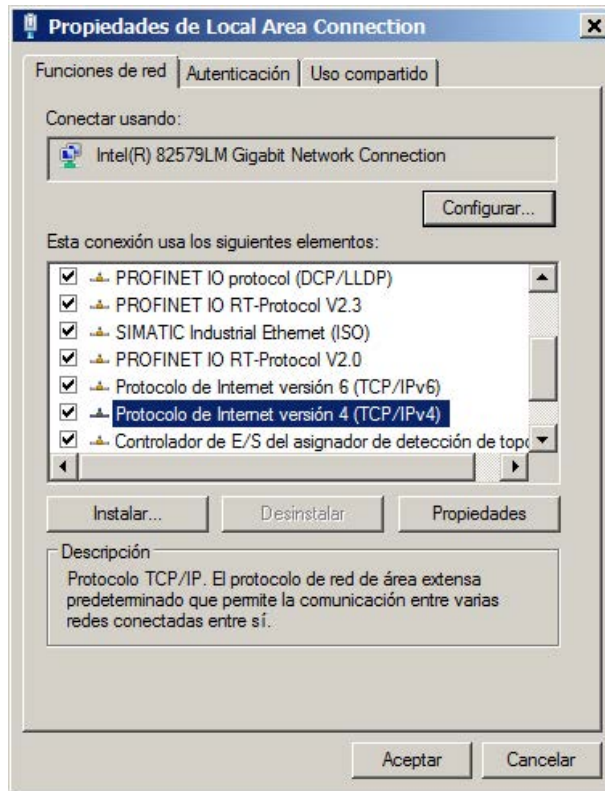 Propiedades de Local Area Connection
Funciones de red
Autenticación
Uso compartido
Conectar usando:
Intel(R) 82579LM Gigabit Network Connection
Configurar...
Esta conexión usa los siguientes elementos:
PROFINET IO protocol (DCP/LLDP)
PROFINET IO RT-Protocol V2.3
SIMATIC Industrial Ethernet (ISO)
PROFINET IO RT-Protocol V2.0
Protocolo de Internet versión 6 (TCP/IPv6)
Protocolo de Internet versión 4 (TCP/IPv4)
Controlador de E/S del asignador de detección de topo
Instalar...
Desinstalar
Propiedades
Descripción
Protocolo TCP/IP. El protocolo de red de área extensa
predeterminado que permite la comunicación entre varias
redes conectadas entre sí.
Aceptar
Cancelar